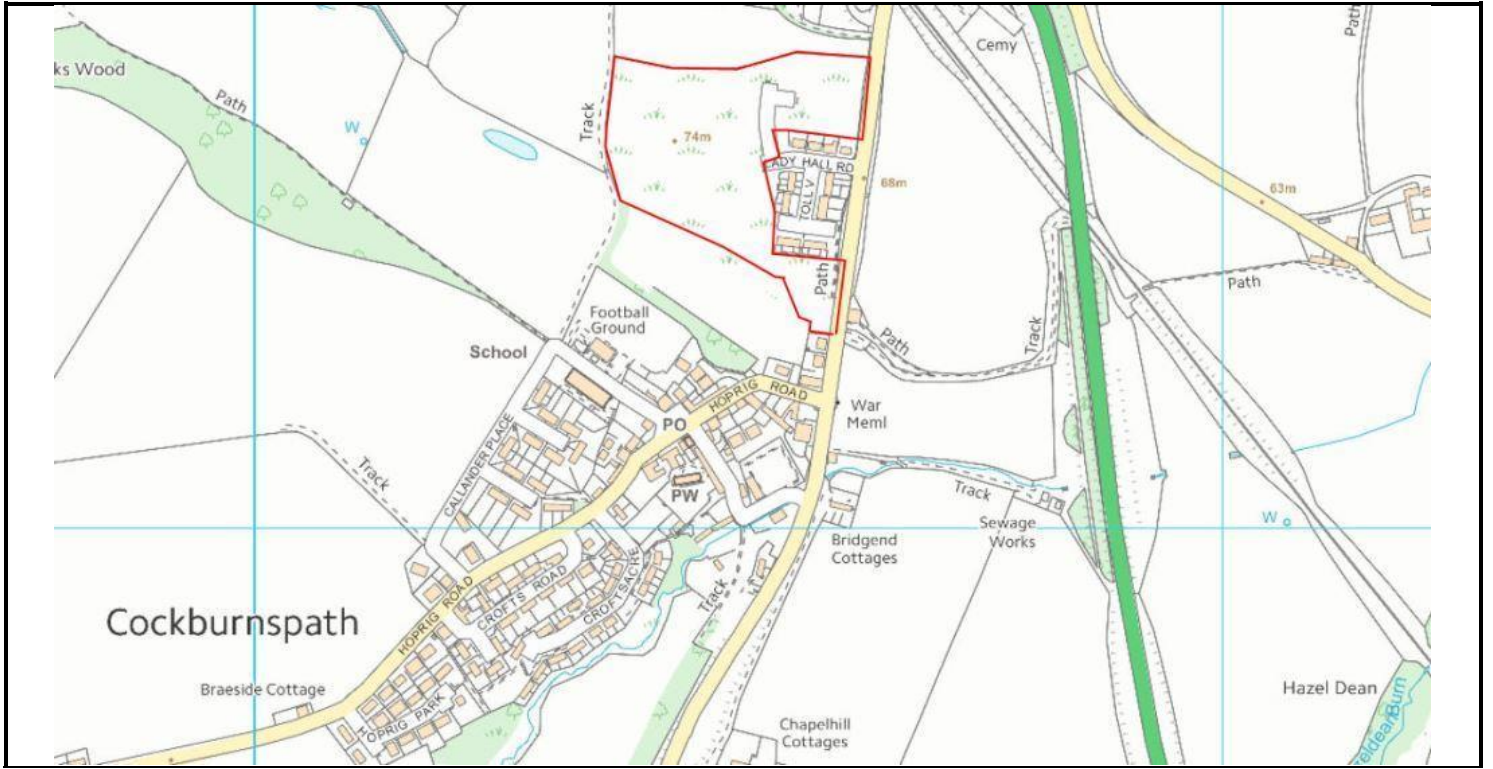 ks Wood
Path
W
Track
74m
Cemy
Path
ADY HALL RD
TOLL V
68m
63m
Path
Path
Football
Ground
School
Path
Track
HOPRIG ROAD
War
Meml
PO
CALLANDER PLACE
Track
PW
Track
Sewage
Works
W
Bridgend
Cottages
Cockburnspath
HOPRIG ROAD
CROFTS ROAD
CROFTSACRE
Track
Braeside Cottage
HOPRIG PARK
Chapelhill
Cottages
Hazel Dean
zeldean Burn